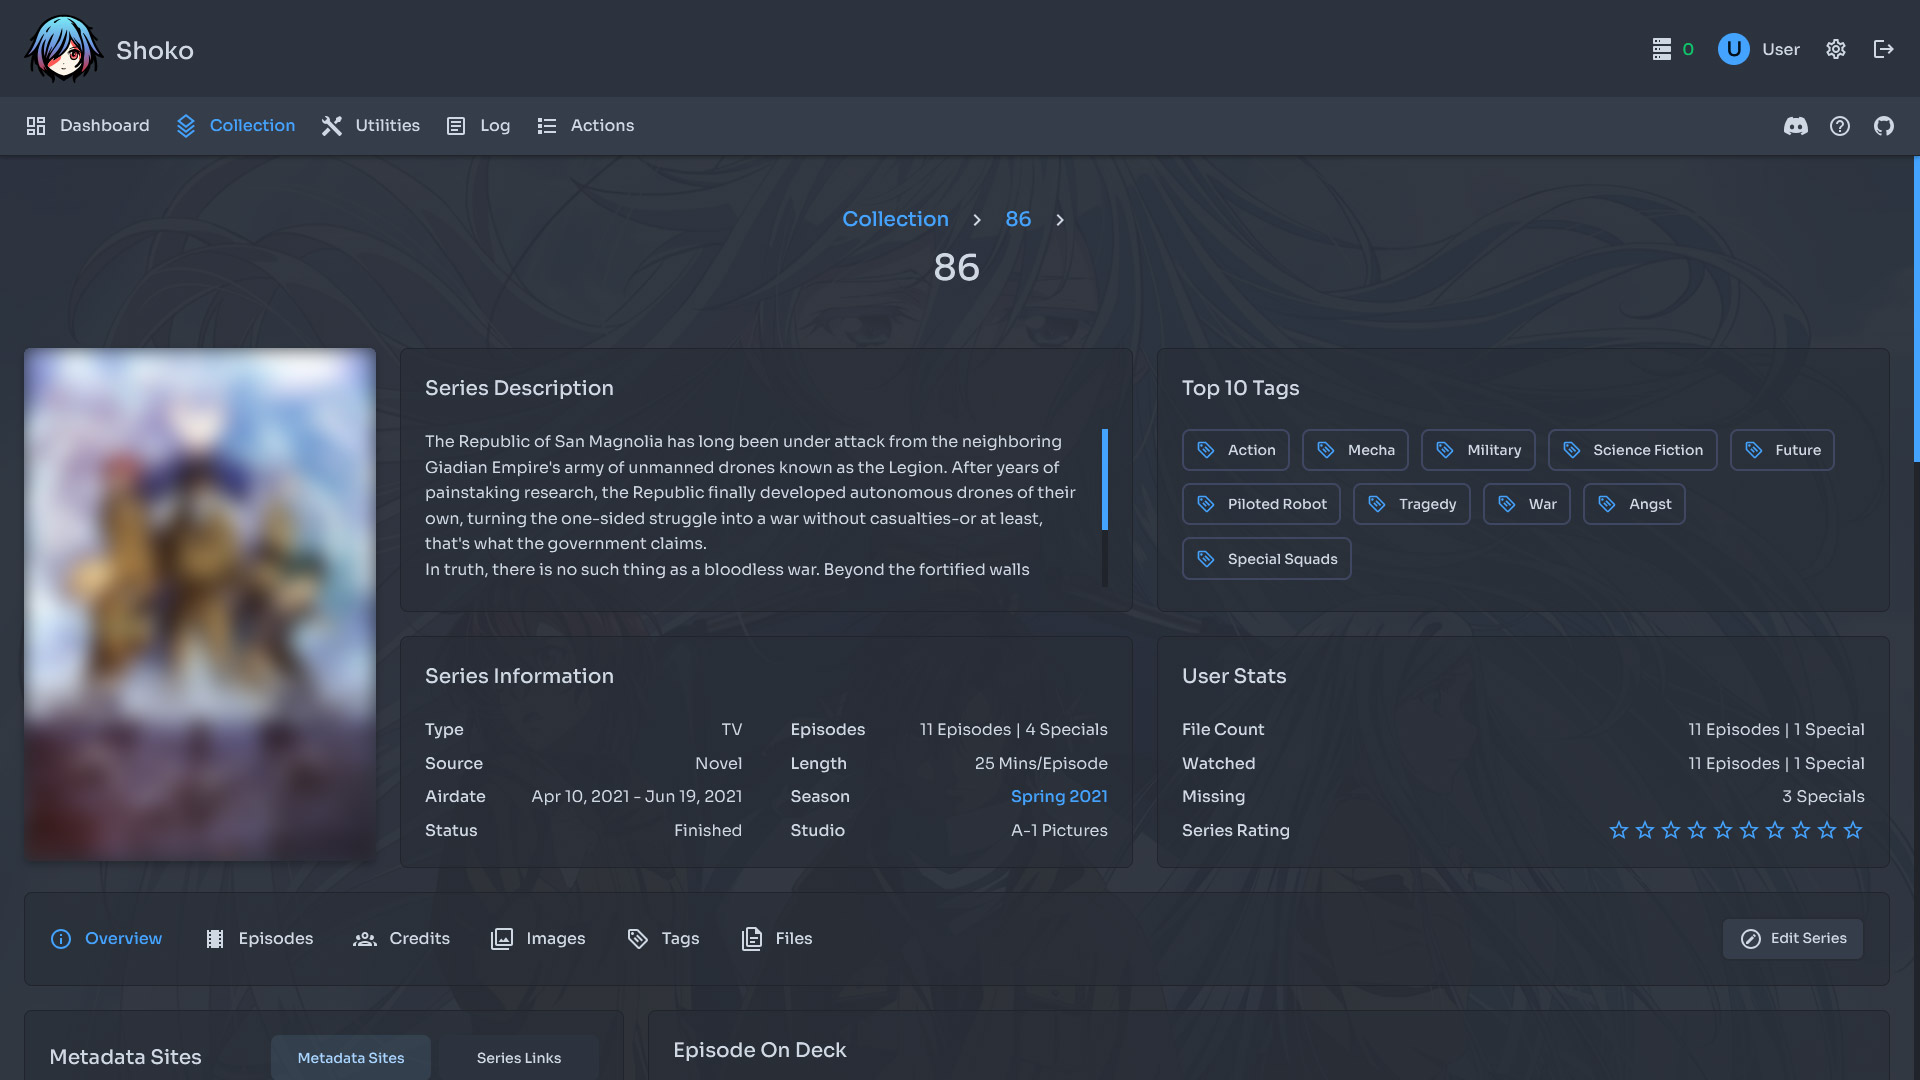 Shoko
0
U
User
Dashboard
Collection
Utilities
Log
Actions
Collection > 86 >
86
Series Description
The Republic of San Magnolia has long been under attack from the neighboring
Giadian Empire's army of unmanned drones known as the Legion. After years of
painstaking research, the Republic finally developed autonomous drones of their
own, turning the one-sided struggle into a war without casualties-or at least,
that's what the government claims.
In truth, there is no such thing as a bloodless war. Beyond the fortified walls
Top 10 Tags
Action
Mecha
Military
Science Fiction
Future
Piloted Robot
Tragedy
War
Angst
Special Squads
Series Information
Type TV
Source Novel
Airdate Apr 10, 2021 - Jun 19, 2021
Status Finished
Episodes 11 Episodes | 4 Specials
Length 25 Mins/Episode
Season Spring 2021
Studio A-1 Pictures
User Stats
File Count 11 Episodes | 1 Special
Watched 11 Episodes | 1 Special
Missing 3 Specials
Series Rating
Overview
Episodes
Credits
Images
Tags
Files
Edit Series
Metadata Sites
Metadata Sites
Series Links
Episode On Deck